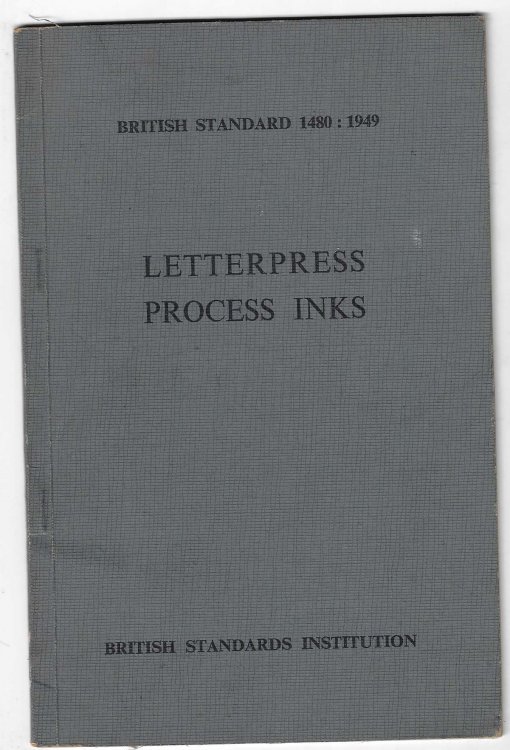 BRITISH STANDARD 1480 : 1949
LETTERPRESS
PROCESS INKS
BRITISH STANDARDS INSTITUTION